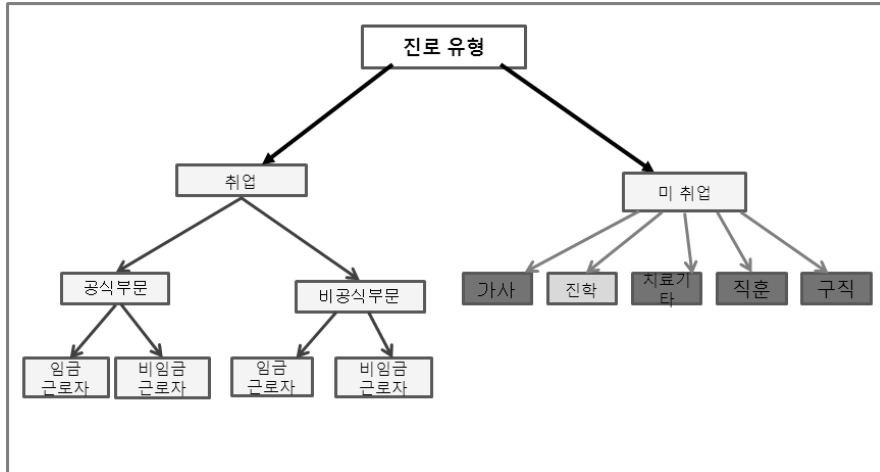 진로 유형
취업
미 취업
공식부문
비공식부문
가사
진학
치료기
타
직훈
구직
임금
근로자
비임금
근로자
임금
근로자
비임금
근로자